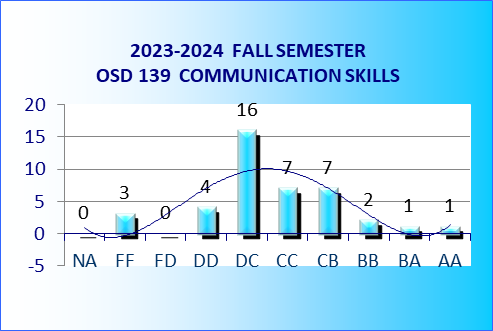 2023-2024 FALL SEMESTER
OSD 139 COMMUNICATION SKILLS
20
15
10
5
0
-5
0 3 0 4 16 7 7 2 1 1
NA FF FD DD DC CC CB BB BA AA